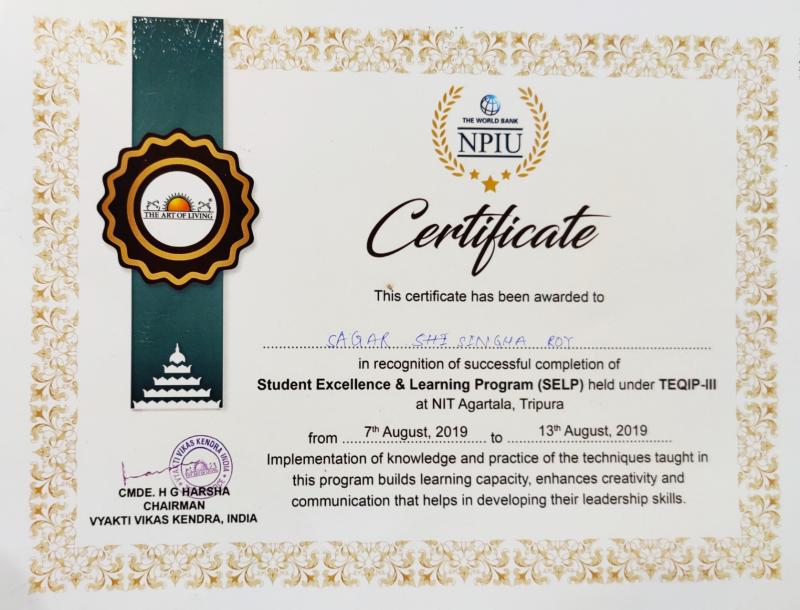 THE WORLD BANK
NPIU
THE ART OF LIVING
Certificate
This certificate has been awarded to
SAGAR SHI SINGHA ROY
in recognition of successful completion of
Student Excellence & Learning Program (SELP) held under TEQIP-III
at NIT Agartala, Tripura
from 7th August, 2019 to 13th August, 2019
Implementation of knowledge and practice of the techniques taught in
this program builds learning capacity, enhances creativity and
communication that helps in developing their leadership skills.
VYAKTI VIKAS KENDRA, INDIA
CMDE. H G HARSHA
CHAIRMAN
VYAKTI VIKAS KENDRA, INDIA